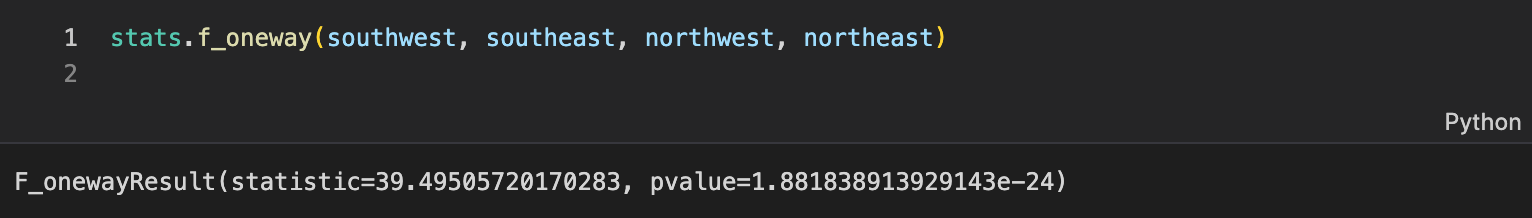 1 stats.f_oneway(southwest, southeast, northwest, northeast)
2
Python
F_onewayResult(statistic=39.49505720170283, pvalue=1.881838913929143e-24)